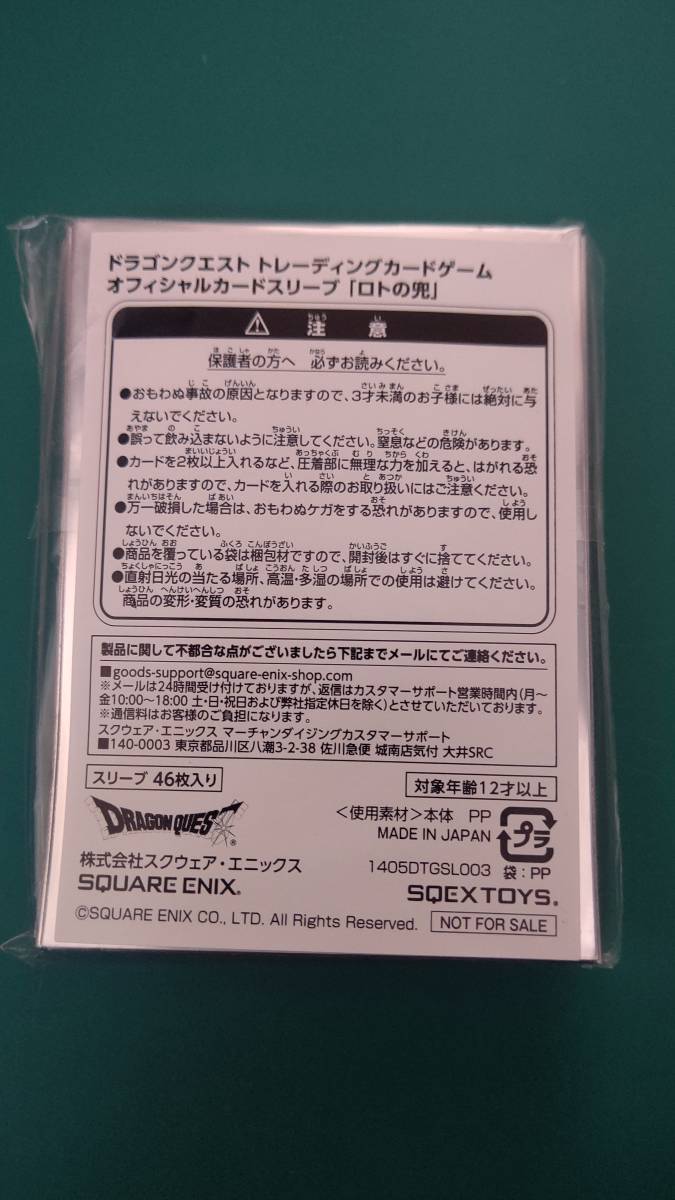 ドラゴンクエスト トレーディングカードゲーム
オフィシャルカードスリーブ「ロトの兜」
注 意
保護者の方へ 必ずお読みください。
●おもわぬ事故の原因となりますので、3才未満のお子様には絶対に与
えないでください。
●誤って飲み込まないように注意してください。窒息などの危険があります。
●カードを2枚以上入れるなど、圧着部に無理な力を加えると、はがれる恐
れがありますので、カードを入れる際のお取り扱いにはご注意ください。
●万一破損した場合は、おもわぬケガをする恐れがありますので、使用し
ないでください。
●商品を覆っている袋は梱包材ですので、開封後はすぐに捨ててください。
●直射日光の当たる場所、高温・多湿の場所での使用は避けてください。
商品の変形・変質の恐れがあります。
製品に関して不都合な点がございましたら下記までメールにてご連絡ください。
■goods-support@square-enix-shop.com
※メールは24時間受け付けておりますが、返信はカスタマーサポート営業時間内(月〜
金10:00〜18:00 土・日・祝日および弊社指定休日を除く)とさせていただいております。
※通信料はお客様のご負担になります。
スクウェア・エニックス マーチャンダイジングカスタマーサポート
■140-0003 東京都品川区八潮3-2-38 佐川急便 城南店気付 大井SRC
スリーブ 46枚入り
対象年齢12才以上
DRAGON QUEST
<使用素材>本体 PP
MADE IN JAPAN
プラ
株式会社スクウェア・エニックス
1405DTGSL003 袋:PP
SQUARE ENIX.
SQEX TOYS.
©SQUARE ENIX CO., LTD. All Rights Reserved.
NOT FOR SALE